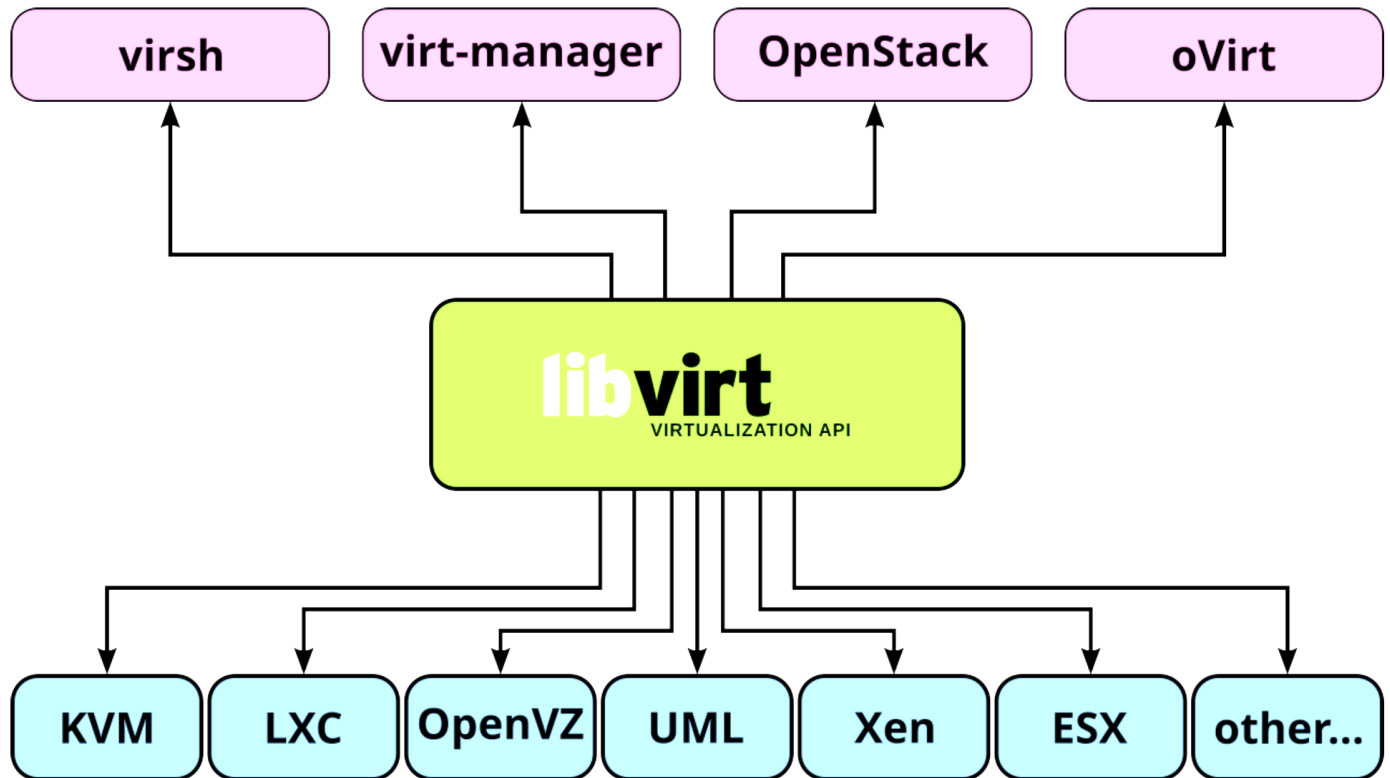 virsh
virt-manager
OpenStack
oVirt
libvirt
VIRTUALIZATION API
KVM
LXC
OpenVZ
UML
Xen
ESX
other...